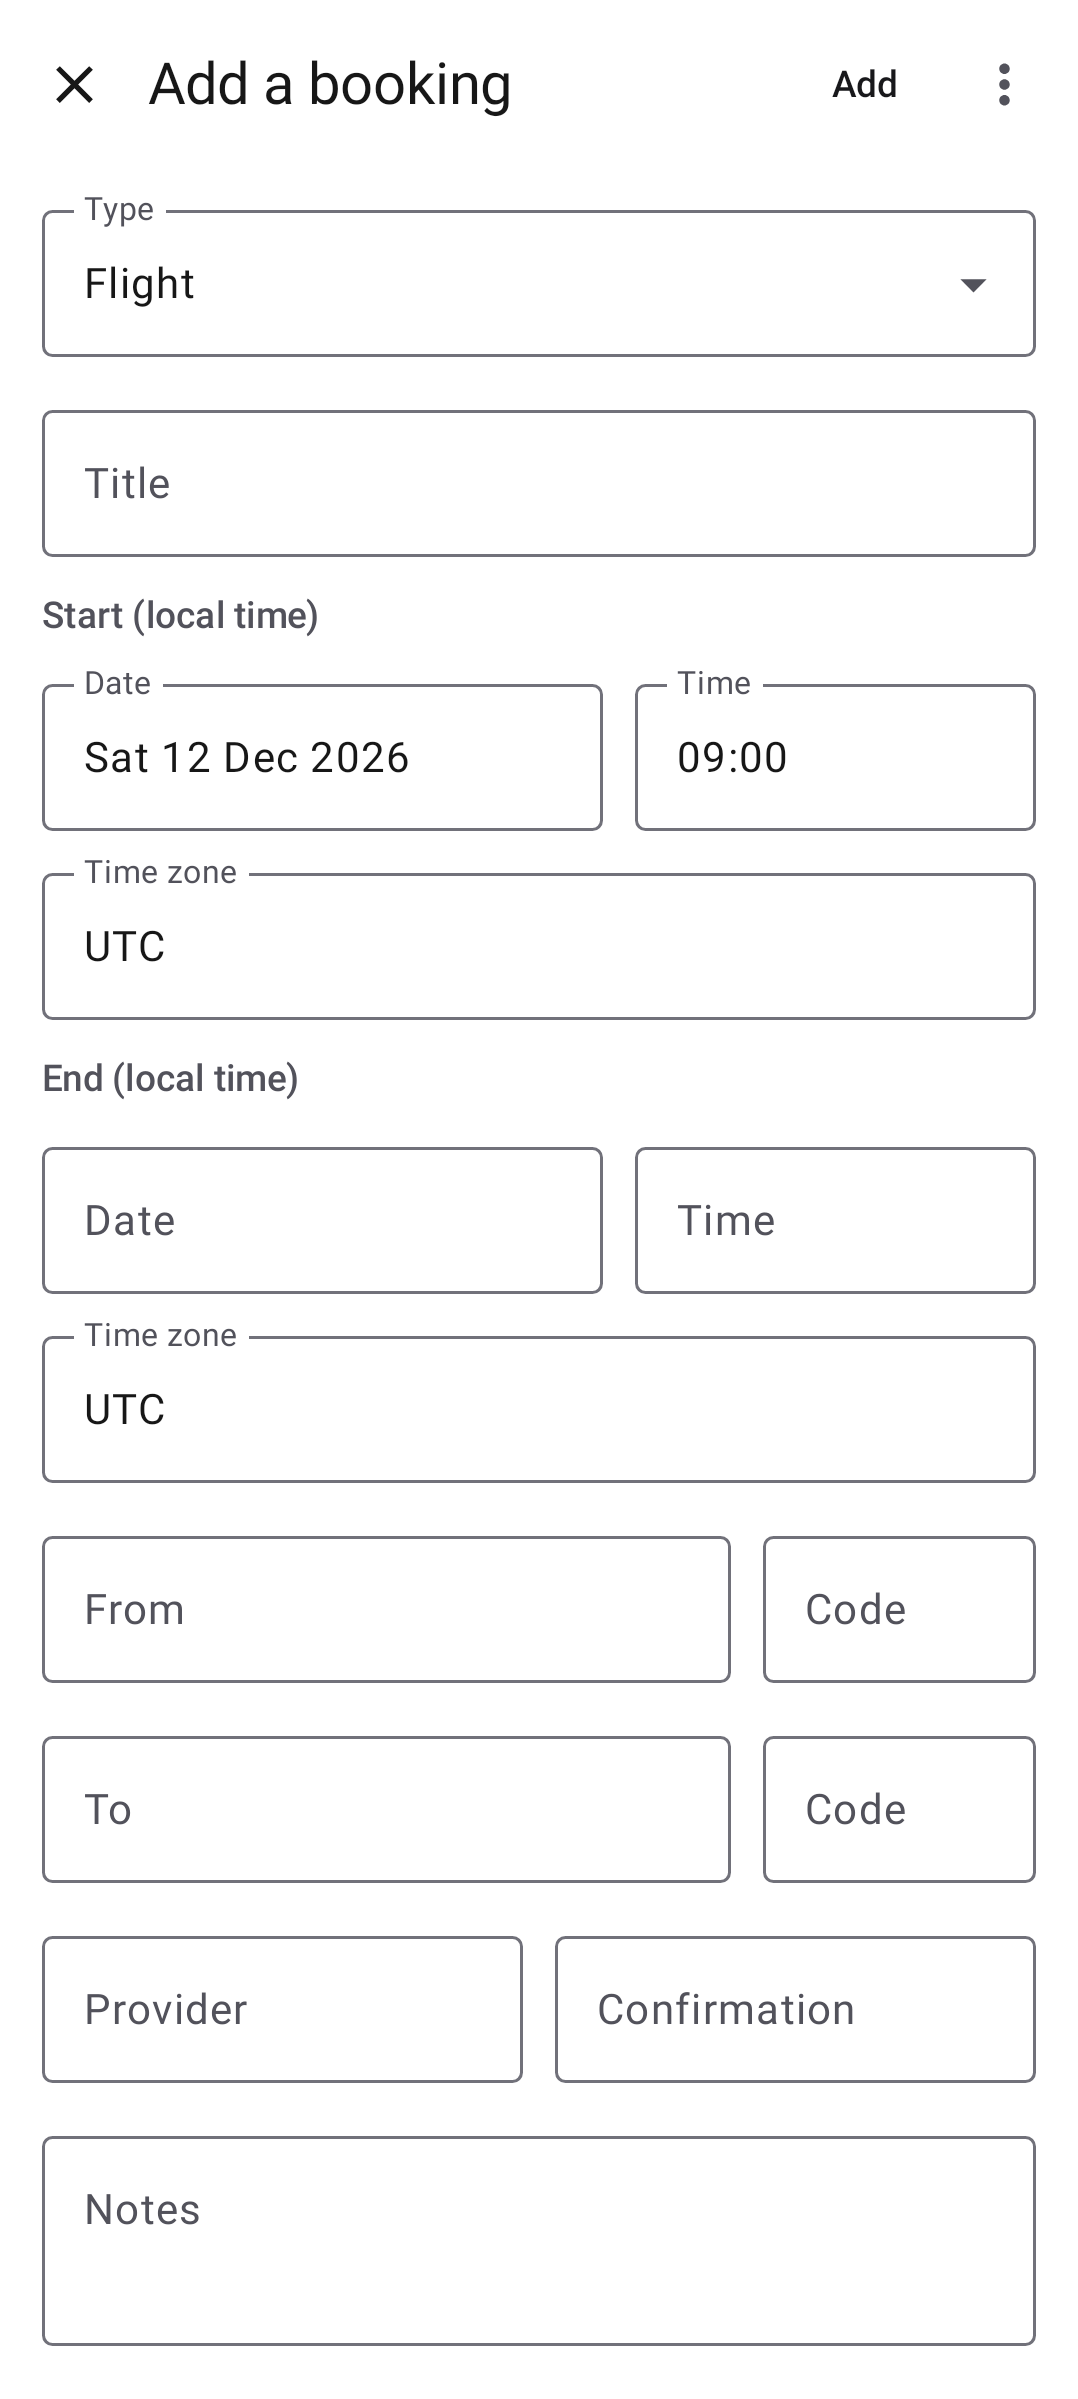 Add a booking Add
Type
Flight
Title
Start (local time)
Date Time
Sat 12 Dec 2026 09:00
Time zone
UTC
End (local time)
Date Time
Time zone
UTC
From Code
To Code
Provider Confirmation
Notes